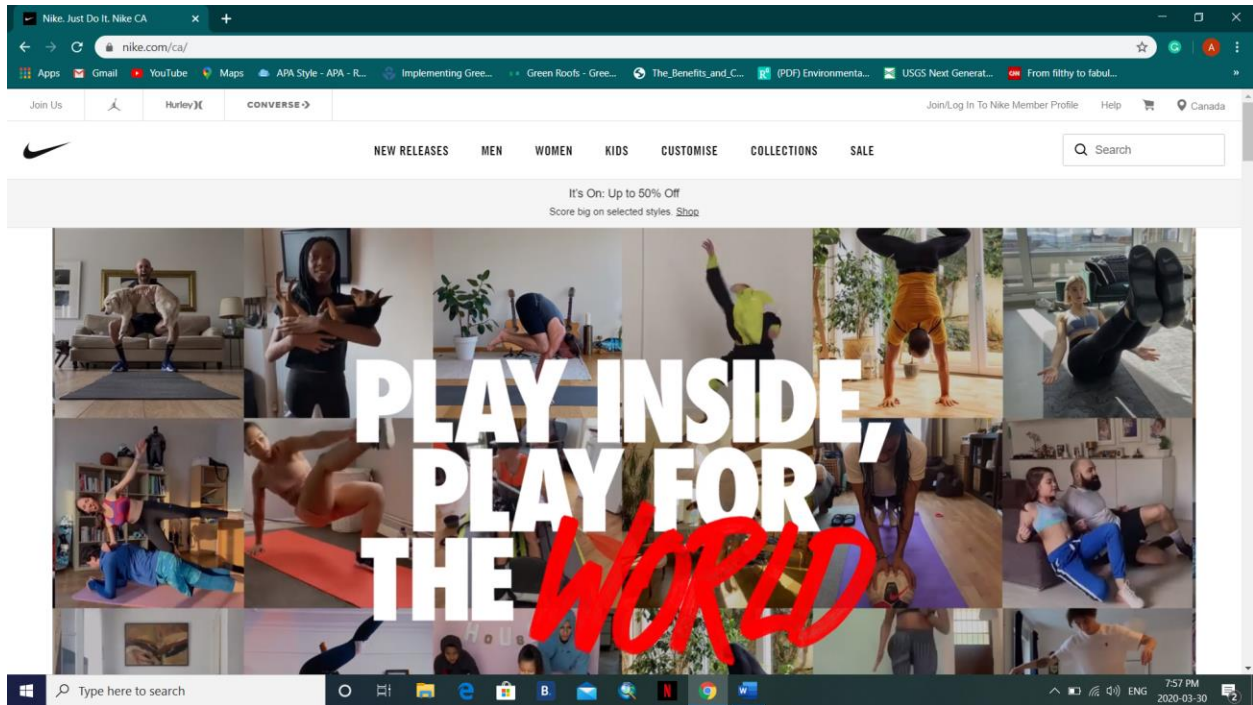 Nike. Just Do It. Nike CA
nike.com/ca/
Apps Gmail YouTube Maps APA Style - APA - R... Implementing Gree... Green Roofs - Gree... The_Benefits_and_C... (PDF) Environmenta... USGS Next Generat... From filthy to fabul...
Join Us Hurley CONVERSE Join/Log In To Nike Member Profile Help Canada
NEW RELEASES MEN WOMEN KIDS CUSTOMISE COLLECTIONS SALE Search
It's On: Up to 50% Off
Score big on selected styles. Shop
PLAY INSIDE,
PLAY FOR
THE WORLD
Type here to search
ENG
7:57 PM
2020-03-30